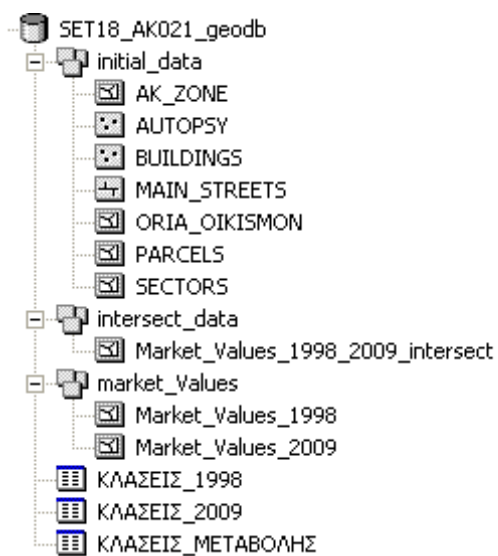 SET18_AK021_geodb
initial_data
AK_ZONE
AUTOPSY
BUILDINGS
MAIN_STREETS
ORIA_OIKISMON
PARCELS
SECTORS
intersect_data
Market_Values_1998_2009_intersect
market_Values
Market_Values_1998
Market_Values_2009
ΚΛΑΣΕΙΣ_1998
ΚΛΑΣΕΙΣ_2009
ΚΛΑΣΕΙΣ_ΜΕΤΑΒΟΛΗΣ